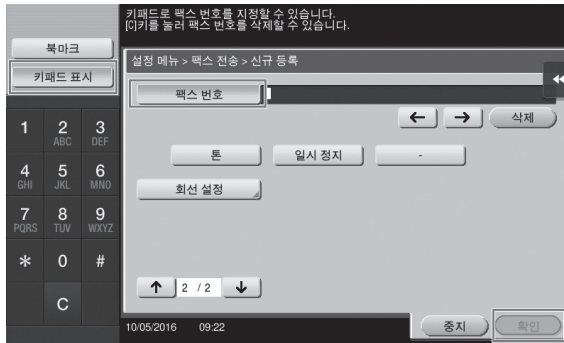 키패드로 팩스 번호를 지정할 수 있습니다.
[C]키를 눌러 팩스 번호를 삭제할 수 있습니다.
북마크
키패드 표시
설정 메뉴 > 팩스 전송 > 신규 등록
팩스 번호
← → 삭제
1 2 ABC 3 DEF
4 GHI 5 JKL 6 MNO
7 PQRS 8 TUV 9 WXYZ
* 0 #
C
톤 일시 정지 -
회선 설정
↑ 2 / 2 ↓
10/05/2016 09:22
중지 확인